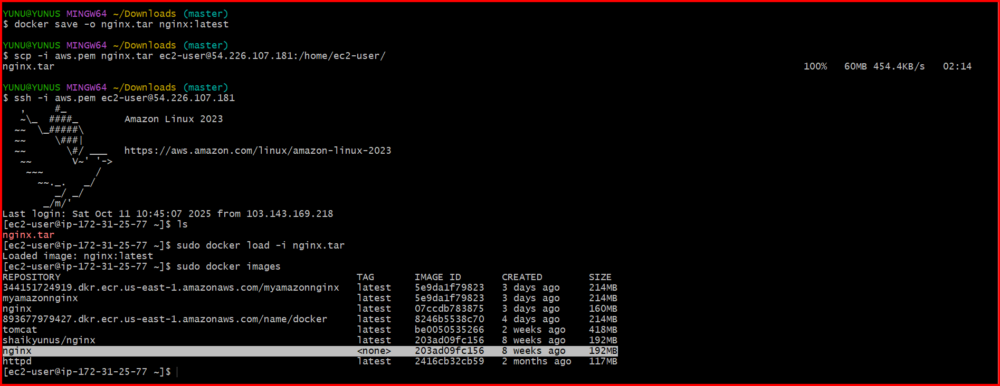 YUNU@YUNUS MINGW64 ~/Downloads (master)
$ docker save -o nginx.tar nginx:latest
YUNU@YUNUS MINGW64 ~/Downloads (master)
$ scp -i aws.pem nginx.tar ec2-user@54.226.107.181:/home/ec2-user/
nginx.tar 100% 60MB 454.4KB/s 02:14
YUNU@YUNUS MINGW64 ~/Downloads (master)
$ ssh -i aws.pem ec2-user@54.226.107.181
   ,     #_
   ~\_  ####_        Amazon Linux 2023
  ~~  \_#####\
  ~~     \###|
  ~~       \#/ ___   https://aws.amazon.com/linux/amazon-linux-2023
   ~~       V~' '->
    ~~~         /
      ~~._.   _/
         _/ _/
       _/m/'
Last login: Sat Oct 11 10:45:07 2025 from 103.143.169.218
[ec2-user@ip-172-31-25-77 ~]$ ls
nginx.tar
[ec2-user@ip-172-31-25-77 ~]$ sudo docker load -i nginx.tar
Loaded image: nginx:latest
[ec2-user@ip-172-31-25-77 ~]$ sudo docker images
REPOSITORY TAG IMAGE ID CREATED SIZE
344151724919.dkr.ecr.us-east-1.amazonaws.com/myamazonnginx latest 5e9da1f79823 3 days ago 214MB
myamazonnginx latest 5e9da1f79823 3 days ago 214MB
nginx latest 07ccdb783875 3 days ago 160MB
893677979427.dkr.ecr.us-east-1.amazonaws.com/name/docker latest 8246b5538c70 4 days ago 214MB
tomcat latest be0050535266 2 weeks ago 418MB
shaikyunus/nginx latest 203ad09fc156 8 weeks ago 192MB
nginx <none> 203ad09fc156 8 weeks ago 192MB
httpd latest 2416cb32cb59 2 months ago 117MB
[ec2-user@ip-172-31-25-77 ~]$